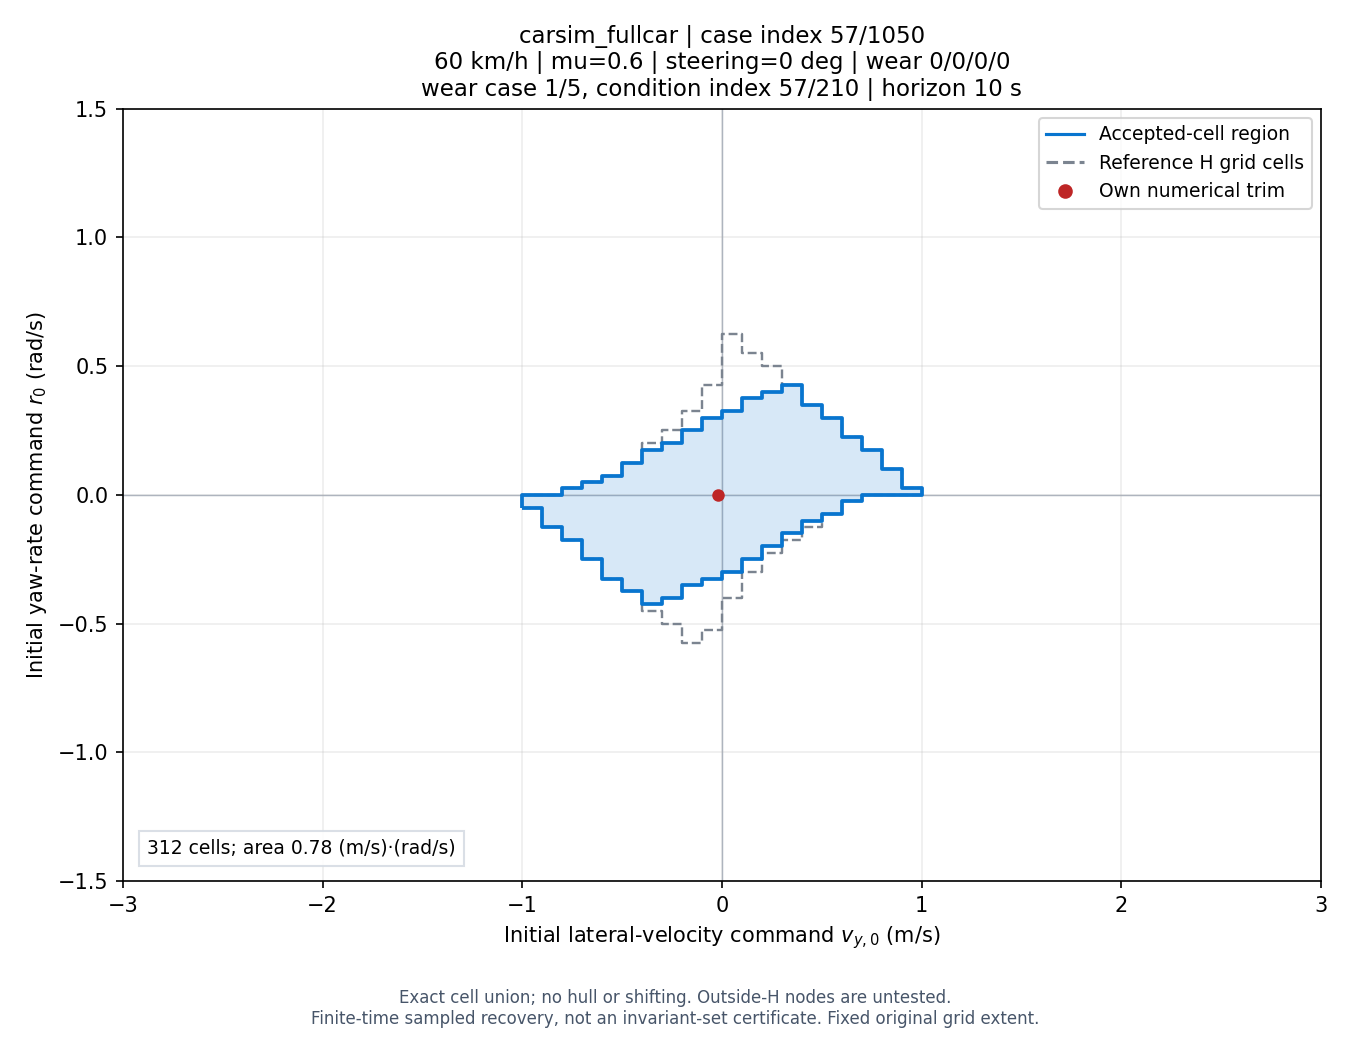 carsim_fullcar | case index 57/1050
60 km/h | mu=0.6 | steering=0 deg | wear 0/0/0/0
wear case 1/5, condition index 57/210 | horizon 10 s
Accepted-cell region
Reference H grid cells
Own numerical trim
1.5
1.0
0.5
0.0
−0.5
−1.0
−1.5
Initial yaw-rate command r₀ (rad/s)
312 cells; area 0.78 (m/s)·(rad/s)
−3 −2 −1 0 1 2 3
Initial lateral-velocity command v_{y,0} (m/s)
Exact cell union; no hull or shifting. Outside-H nodes are untested.
Finite-time sampled recovery, not an invariant-set certificate. Fixed original grid extent.